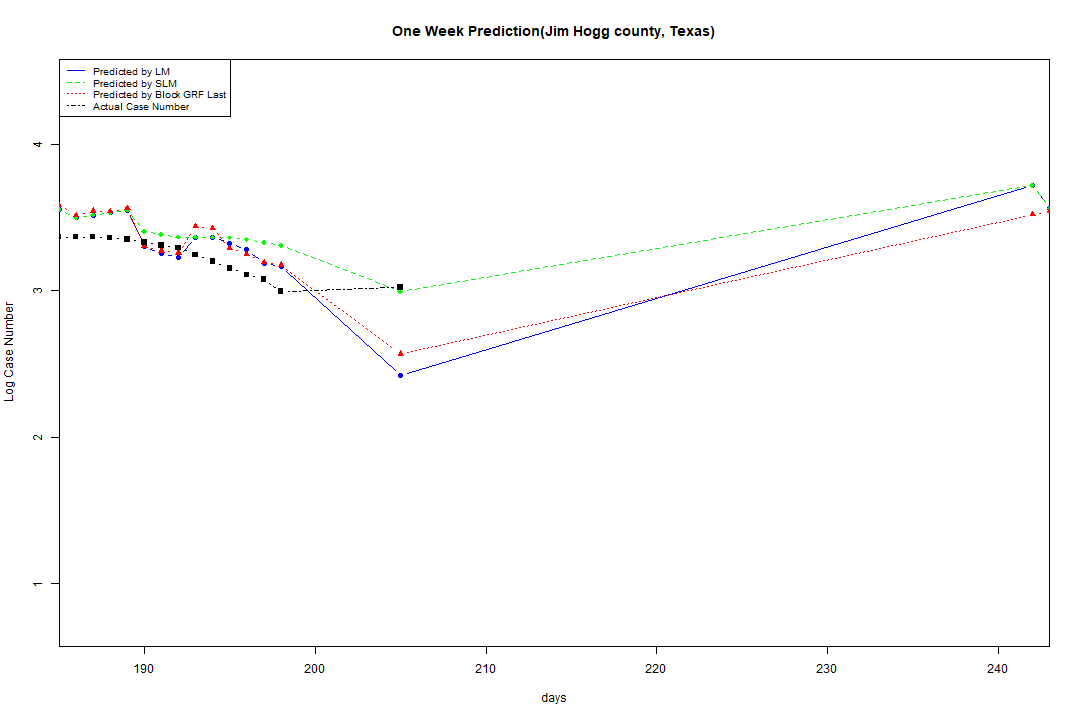 One Week Prediction(Jim Hogg county, Texas)
Predicted by LM
Predicted by SLM
Predicted by Block GRF Last
Actual Case Number
4
3
2
1
Log Case Number
190 200 210 220 230 240
days